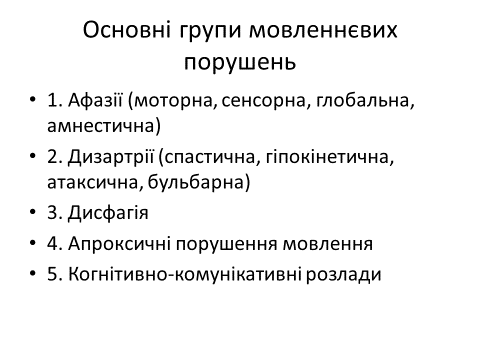 Основні групи мовленнєвих
порушень
• 1. Афазії (моторна, сенсорна, глобальна,
амнестична)
• 2. Дизартрії (спастична, гіпокінетична,
атаксична, бульбарна)
• 3. Дисфагія
• 4. Апроксичні порушення мовлення
• 5. Когнітивно-комунікативні розлади